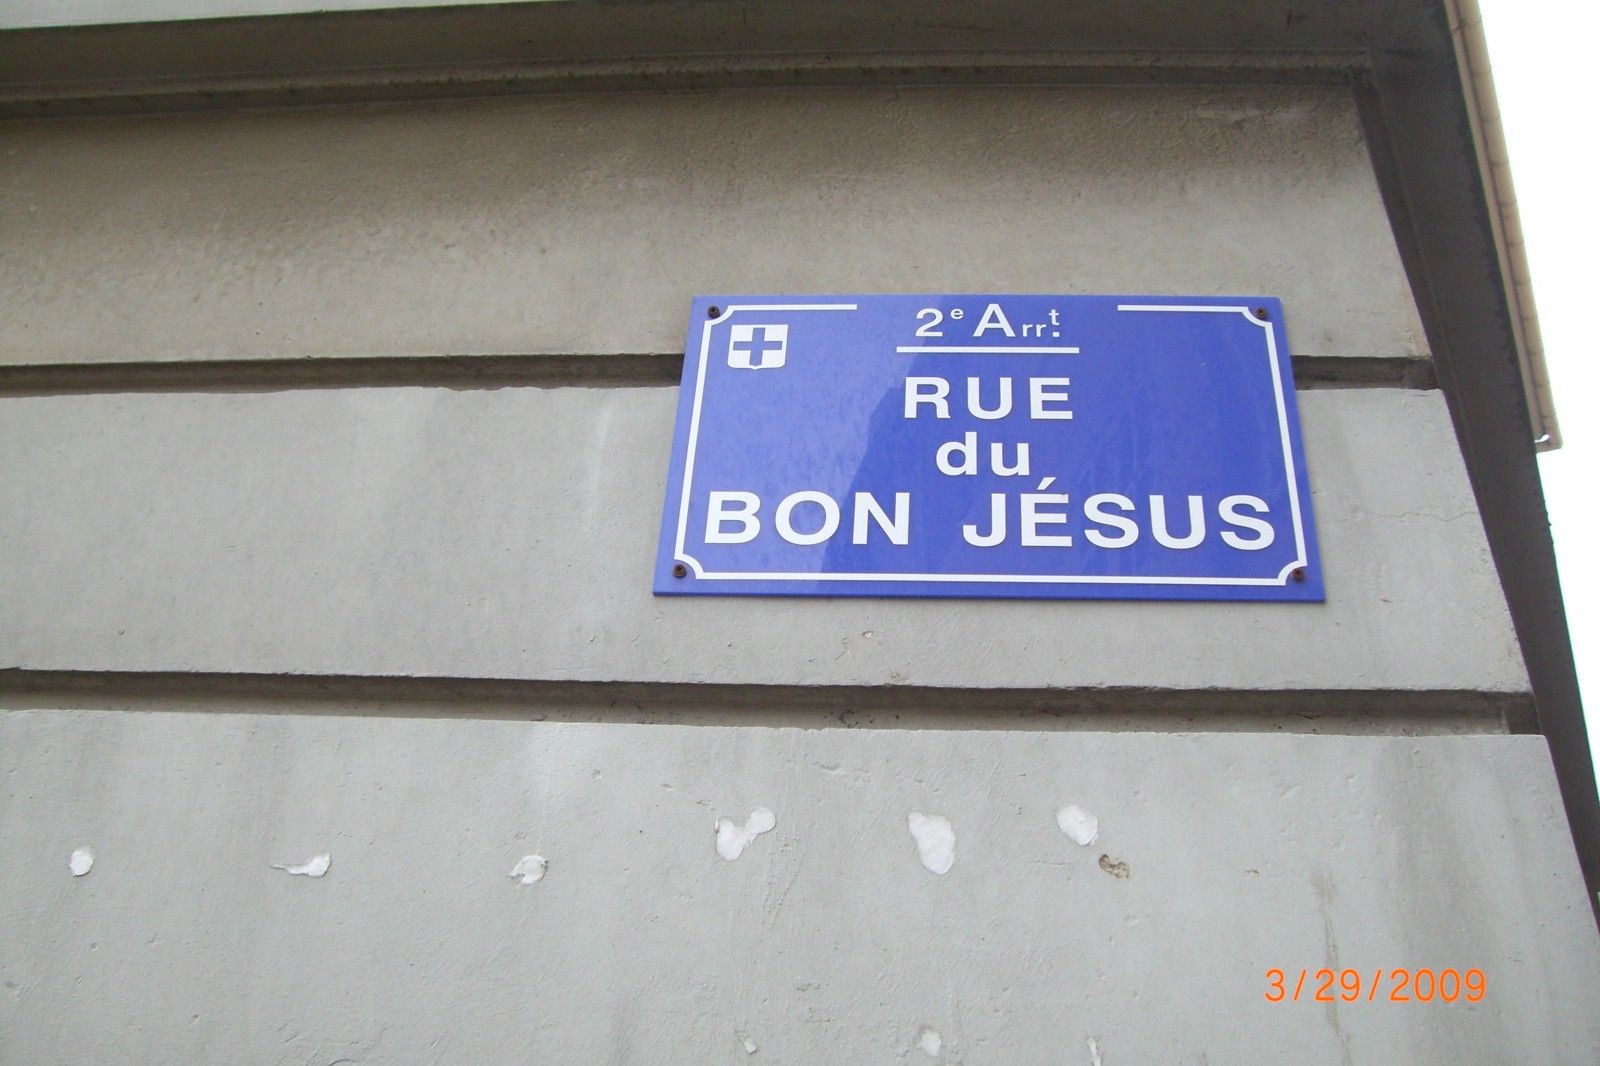 2e Arrt.
RUE
du
BON JÉSUS
3/29/2009